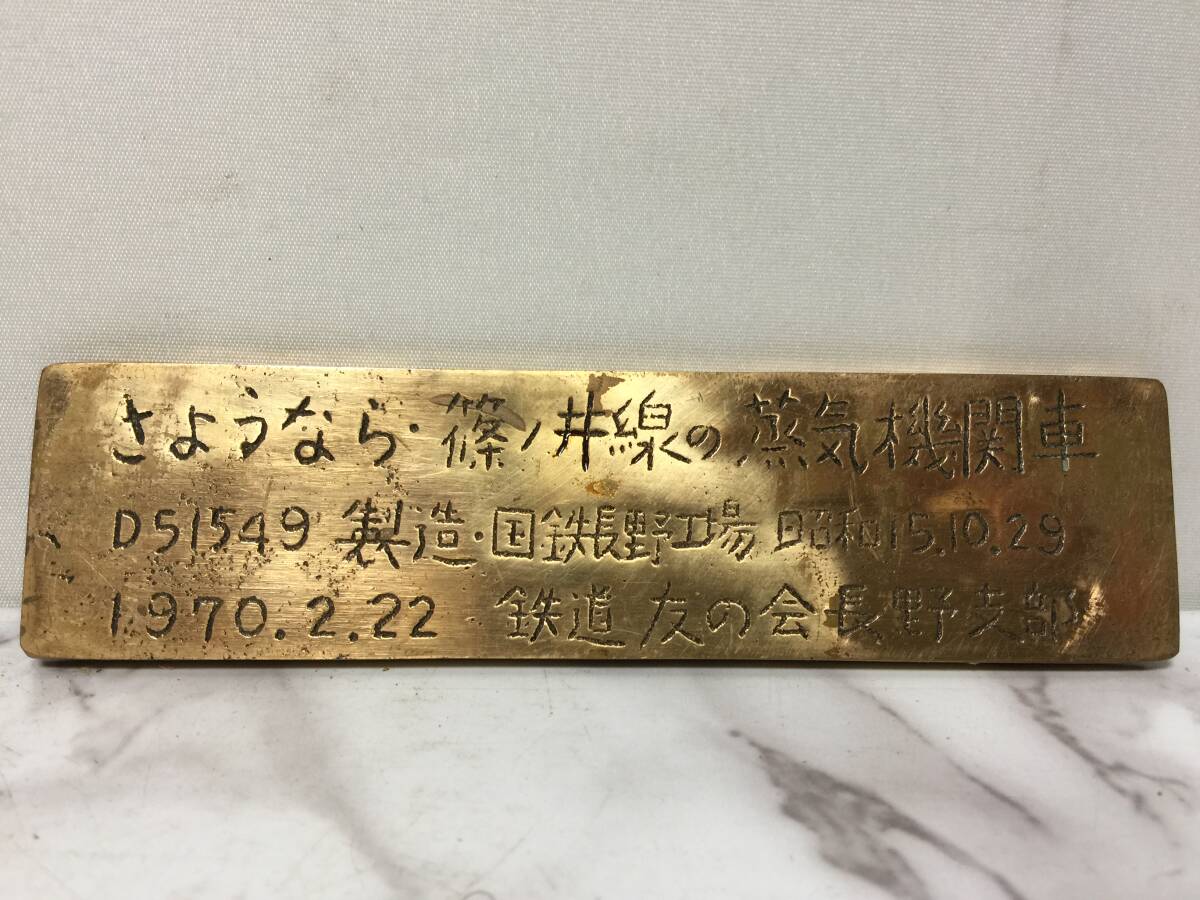 さようなら・篠ノ井線の蒸気機関車
D51549 製造・国鉄長野工場 昭和15.10.29
1970.2.22 鉄道友の会長野支部